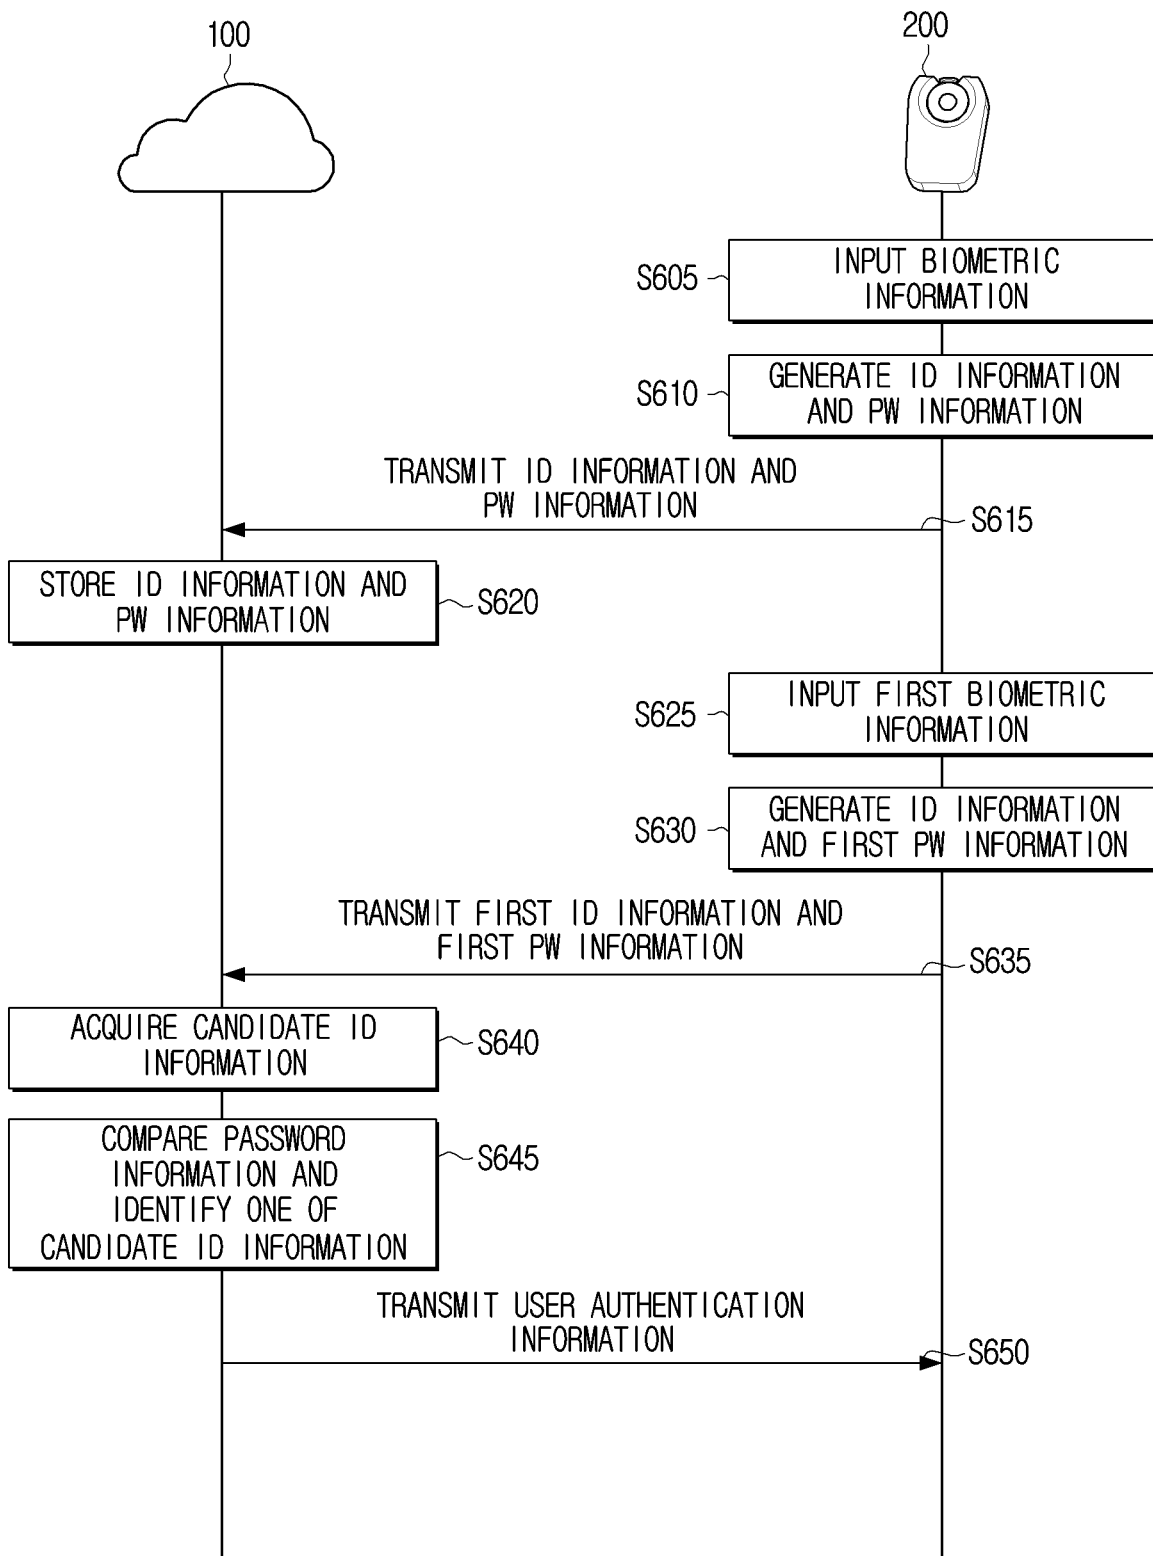 100
200
S605
INPUT BIOMETRIC
INFORMATION
S610
GENERATE ID INFORMATION
AND PW INFORMATION
TRANSMIT ID INFORMATION AND
PW INFORMATION
S615
STORE ID INFORMATION AND
PW INFORMATION
S620
S625
INPUT FIRST BIOMETRIC
INFORMATION
S630
GENERATE ID INFORMATION
AND FIRST PW INFORMATION
TRANSMIT FIRST ID INFORMATION AND
FIRST PW INFORMATION
S635
ACQUIRE CANDIDATE ID
INFORMATION
S640
COMPARE PASSWORD
INFORMATION AND
IDENTIFY ONE OF
CANDIDATE ID INFORMATION
S645
TRANSMIT USER AUTHENTICATION
INFORMATION
S650